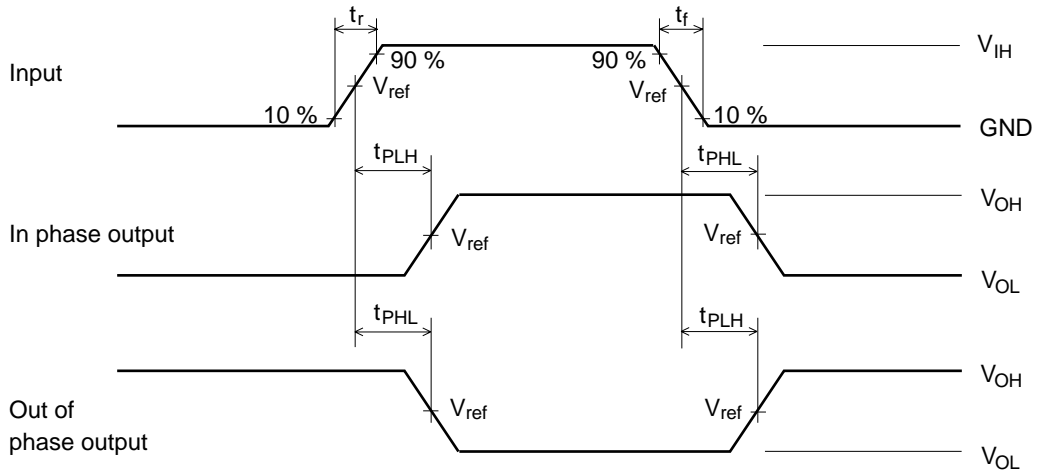 tr
tf
90 %
90 %
VIH
Input
Vref
Vref
10 %
10 %
GND
tPLH
tPHL
VOH
In phase output
Vref
Vref
VOL
tPHL
tPLH
VOH
Out of
phase output
Vref
Vref
VOL